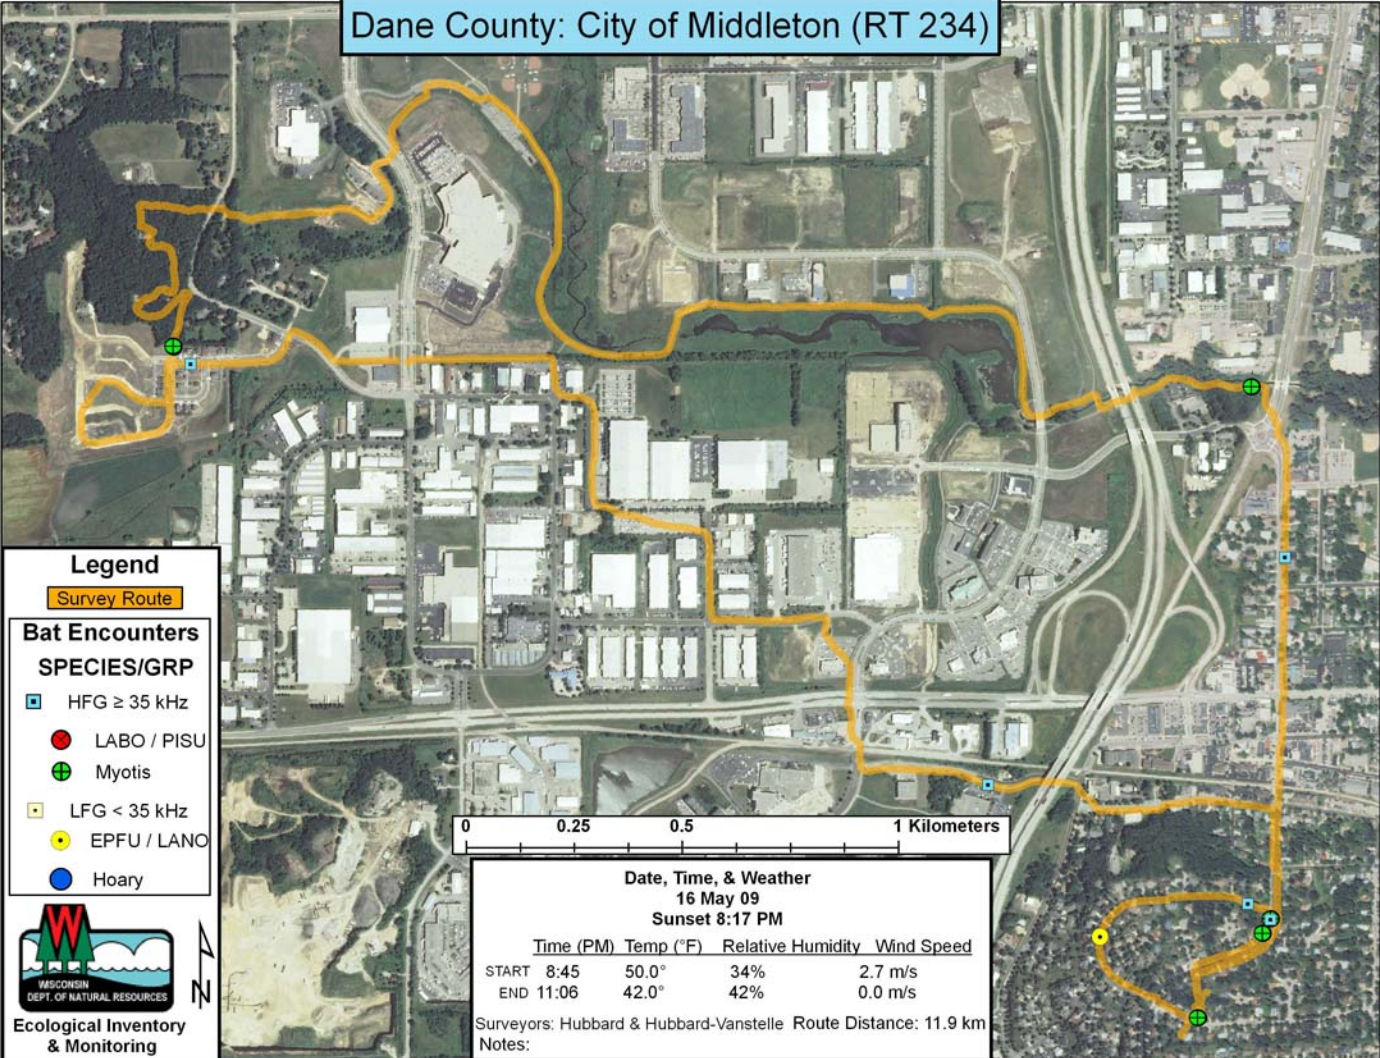 Dane County: City of Middleton (RT 234)
Legend
Survey Route
Bat Encounters
SPECIES/GRP
HFG ≥ 35 kHz
LABO / PISU
Myotis
LFG < 35 kHz
EPFU / LANO
Hoary
W
WISCONSIN
DEPT. OF NATURAL RESOURCES
N
Ecological Inventory
& Monitoring
0 0.25 0.5 1 Kilometers
Date, Time, & Weather
16 May 09
Sunset 8:17 PM
Time (PM) Temp (°F) Relative Humidity Wind Speed
START 8:45 50.0° 34% 2.7 m/s
END 11:06 42.0° 42% 0.0 m/s
Surveyors: Hubbard & Hubbard-Vanstelle Route Distance: 11.9 km
Notes: